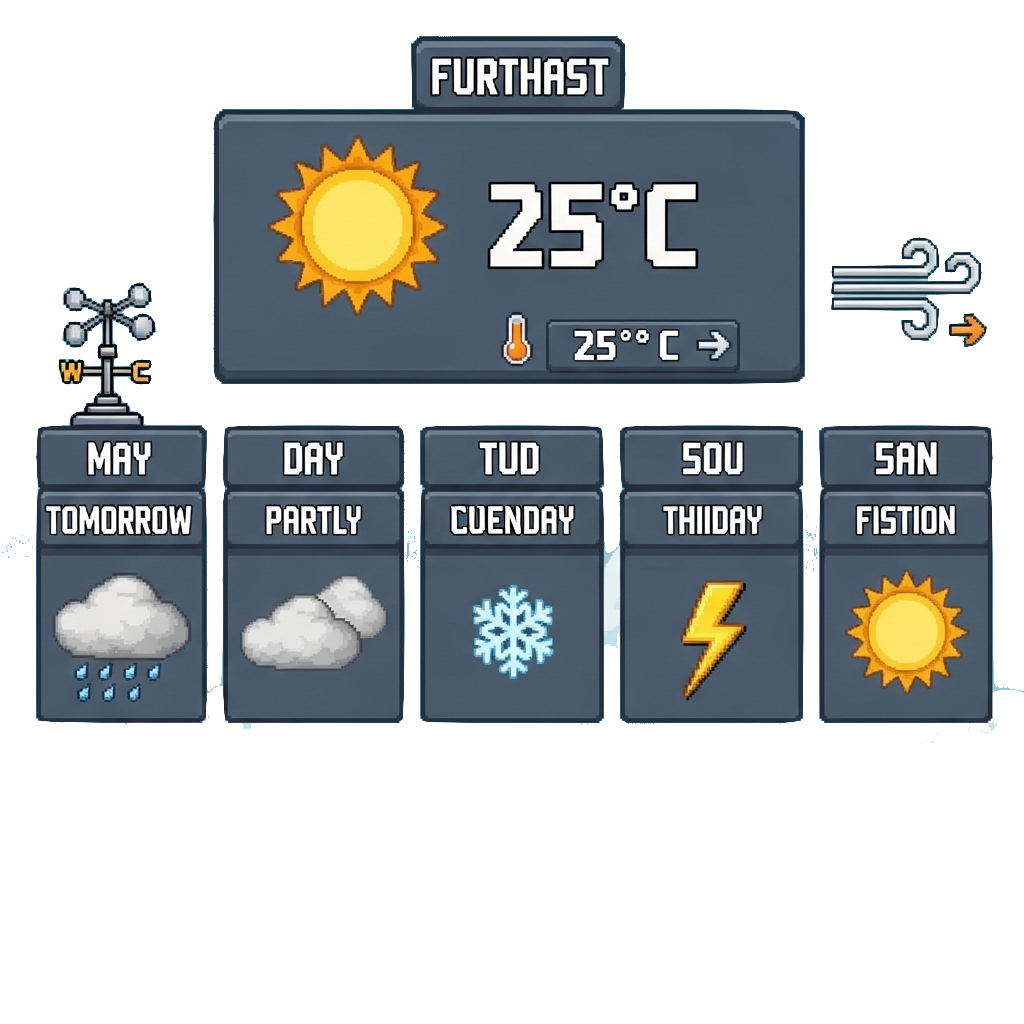 FURTHAST
25°C
25°° C →
W C
MAY
TOMORROW
DAY
PARTLY
TUD
CUENDAY
SOU
THIIDAY
SAN
FISTION